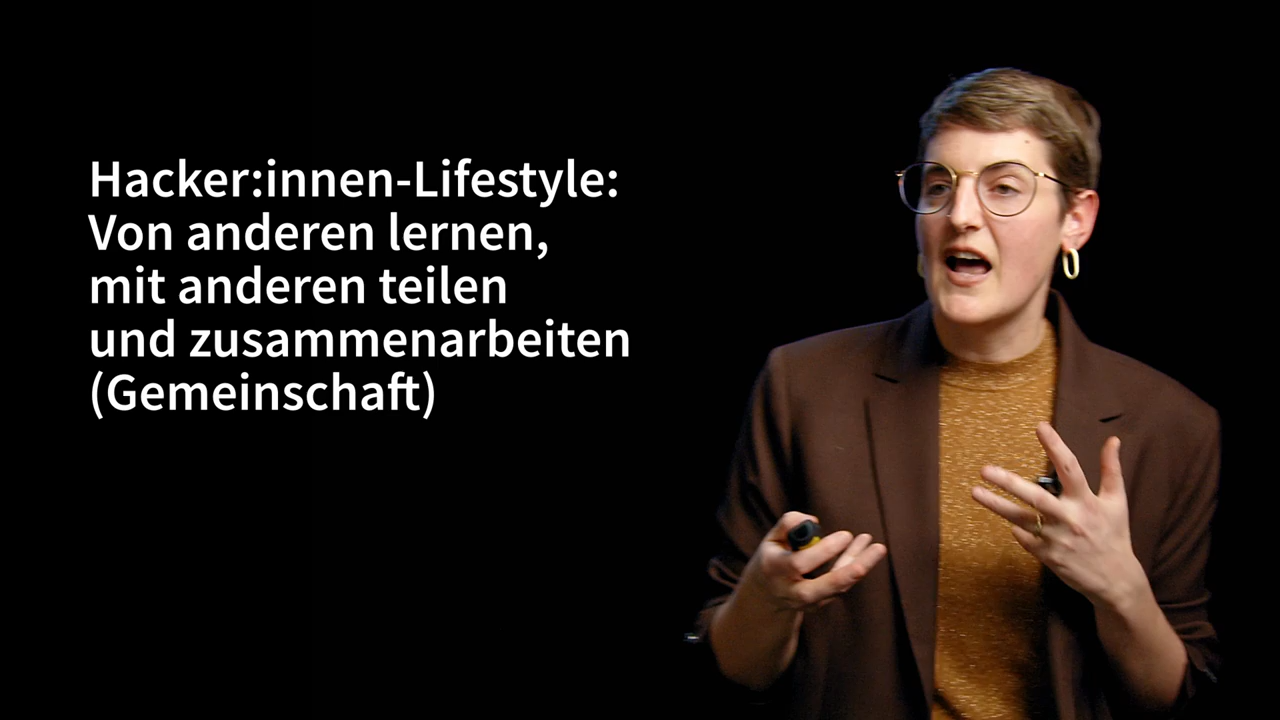 Hacker:innen-Lifestyle:
Von anderen lernen,
mit anderen teilen
und zusammenarbeiten
(Gemeinschaft)